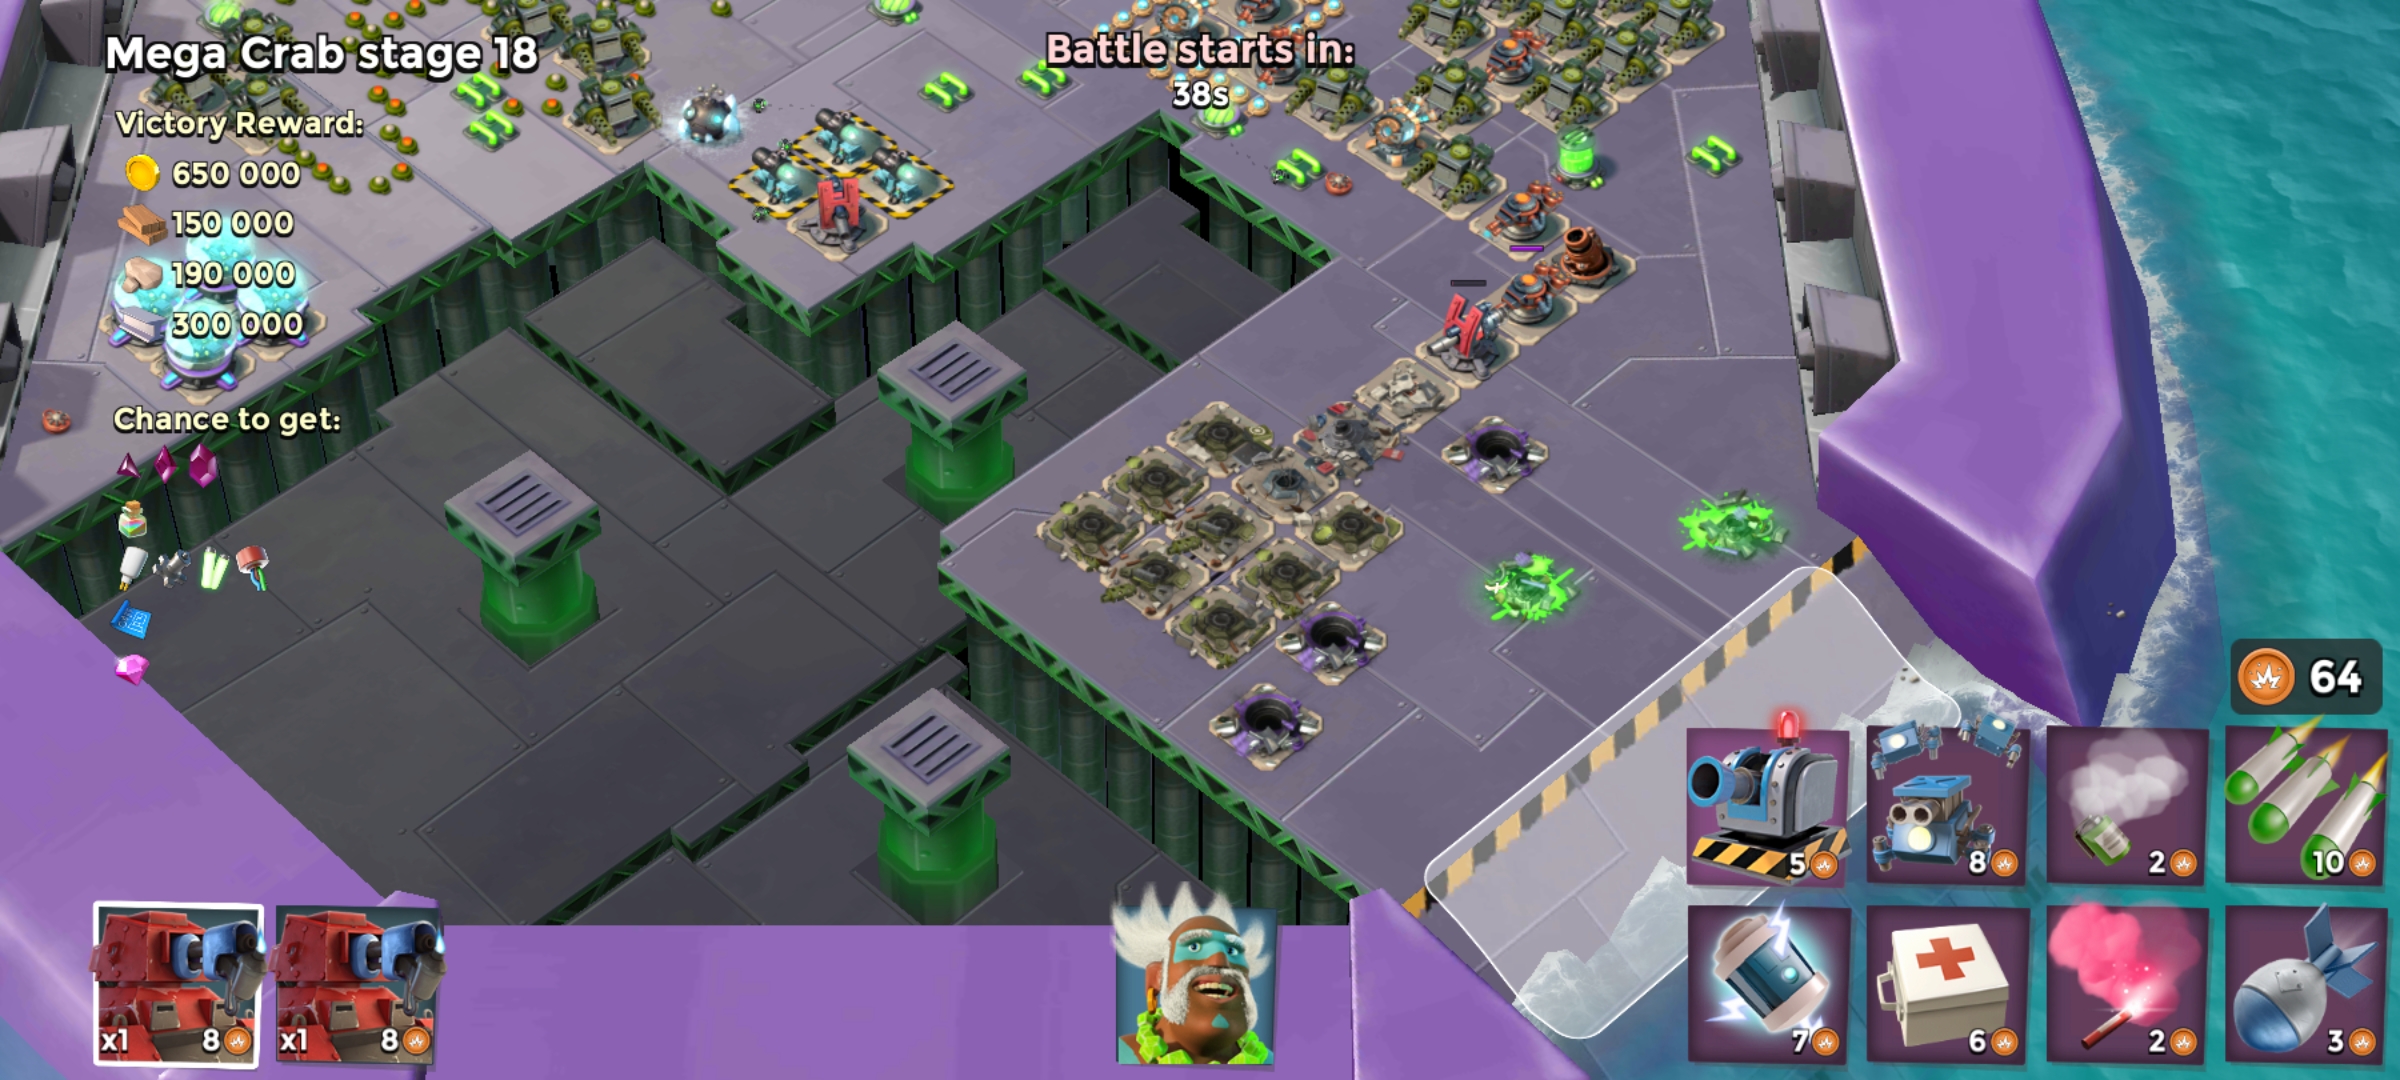 Mega Crab stage 18
Battle starts in:
38s
Victory Reward:
650 000
150 000
190 000
300 000
Chance to get:
64
5
8
2
10
7
6
2
3
x1 8
x1 8